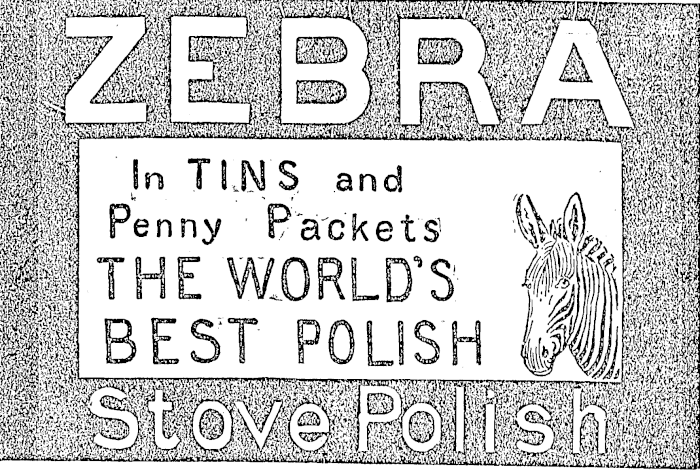 ZEBRA
In TINS and
Penny Packets
THE WORLD'S
BEST POLISH
Stove Polish